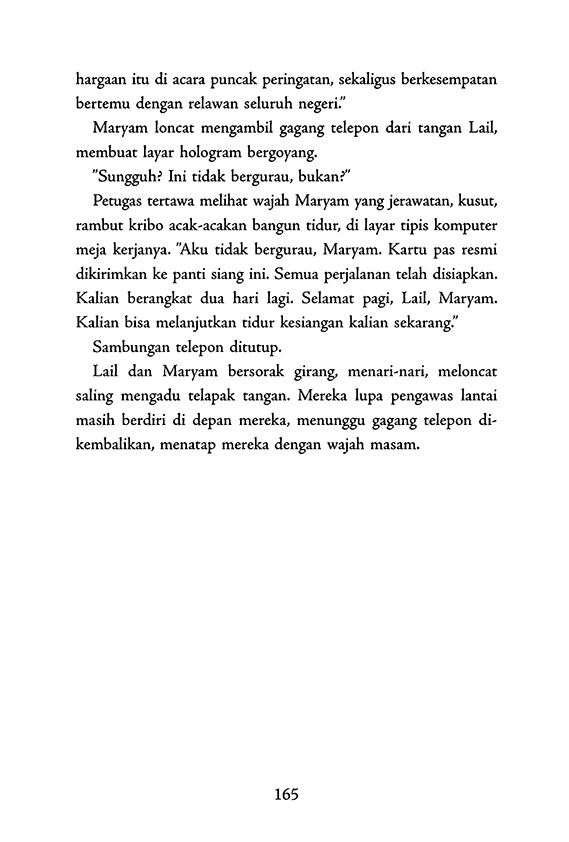 hargaan itu di acara puncak peringatan, sekaligus berkesempatan
bertemu dengan relawan seluruh negeri.”
Maryam loncat mengambil gagang telepon dari tangan Lail,
membuat layar hologram bergoyang.
”Sungguh? Ini tidak bergurau, bukan?”
Petugas tertawa melihat wajah Maryam yang jerawatan, kusut,
rambut kribo acak-acakan bangun tidur, di layar tipis komputer
meja kerjanya. ”Aku tidak bergurau, Maryam. Kartu pas resmi
dikirimkan ke panti siang ini. Semua perjalanan telah disiapkan.
Kalian berangkat dua hari lagi. Selamat pagi, Lail, Maryam.
Kalian bisa melanjutkan tidur kesiangan kalian sekarang.”
Sambungan telepon ditutup.
Lail dan Maryam bersorak girang, menari-nari, meloncat
saling mengadu telapak tangan. Mereka lupa pengawas lantai
masih berdiri di depan mereka, menunggu gagang telepon di-
kembalikan, menatap mereka dengan wajah masam.
165